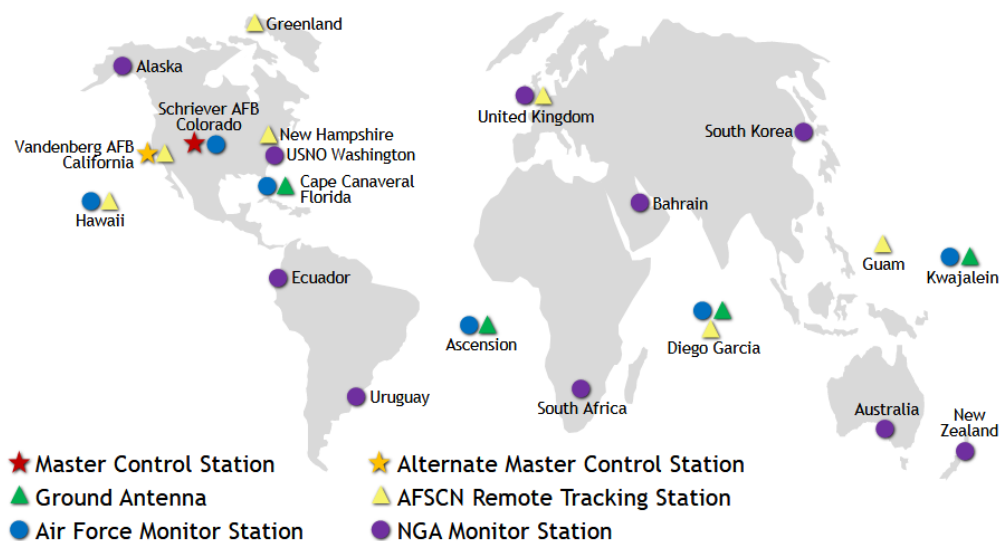 Greenland
Alaska
Schriever AFB
Colorado
New Hampshire
Vandenberg AFB
California
USNO Washington
Cape Canaveral
Florida
Hawaii
United Kingdom
South Korea
Bahrain
Guam
Kwajalein
Ecuador
Ascension
Diego Garcia
Uruguay
South Africa
Australia
New
Zealand
Master Control Station
Alternate Master Control Station
Ground Antenna
AFSCN Remote Tracking Station
Air Force Monitor Station
NGA Monitor Station